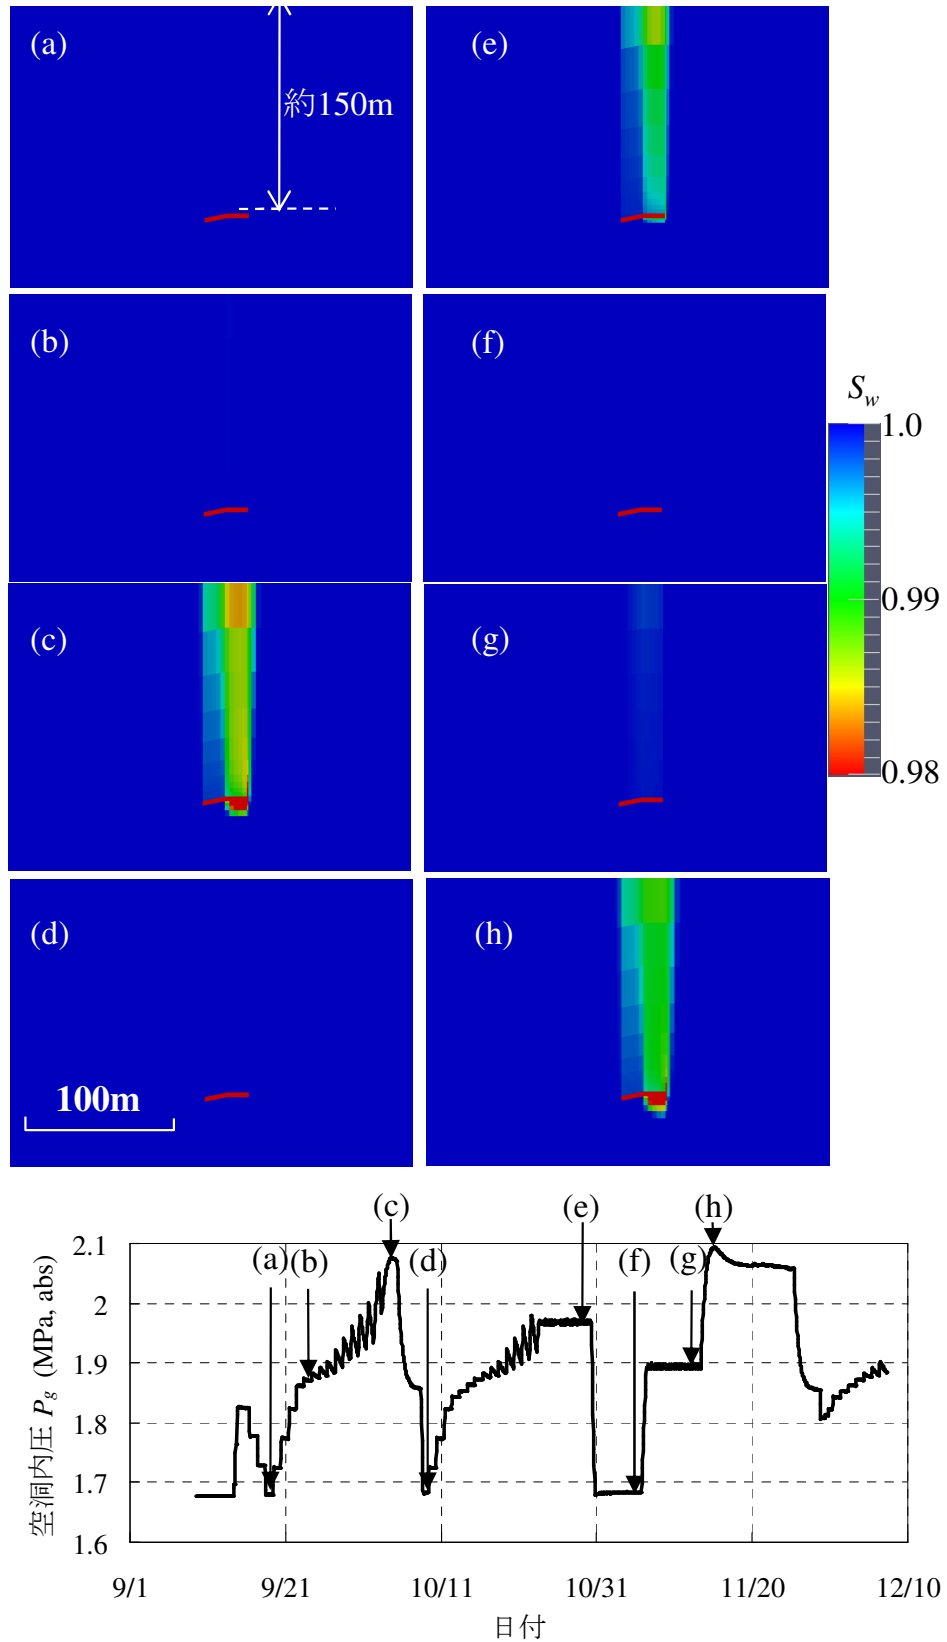 (a)
約150m
(e)
(b)
(f)
S_w
1.0
0.99
0.98
(c)
(g)
(d)
100m
(h)
(c)
(e)
(h)
2.1
(a)
(b)
(d)
(f)
(g)
2
1.9
1.8
1.7
1.6
空洞内圧 P_g (MPa, abs)
9/1
9/21
10/11
10/31
11/20
12/10
日付